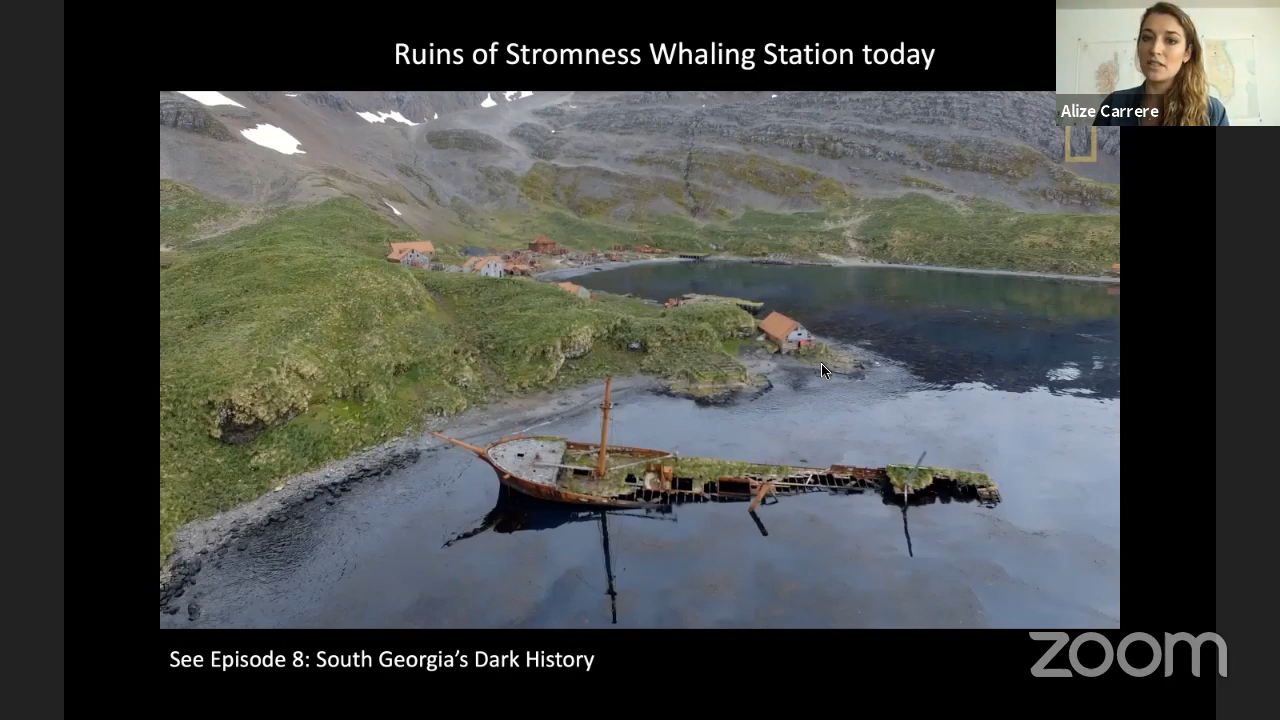 Ruins of Stromness Whaling Station today
Alize Carrere
See Episode 8: South Georgia's Dark History
zoom